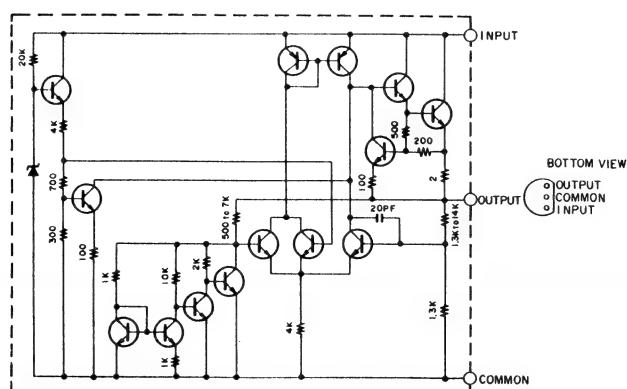 INPUT
20K
4K
500
200
100
2
BOTTOM VIEW
OUTPUT
COMMON
INPUT
OUTPUT
700
300
100
500 to 7K
20PF
1.3K to 14K
1K
10K
2K
4K
1.3K
1K
COMMON